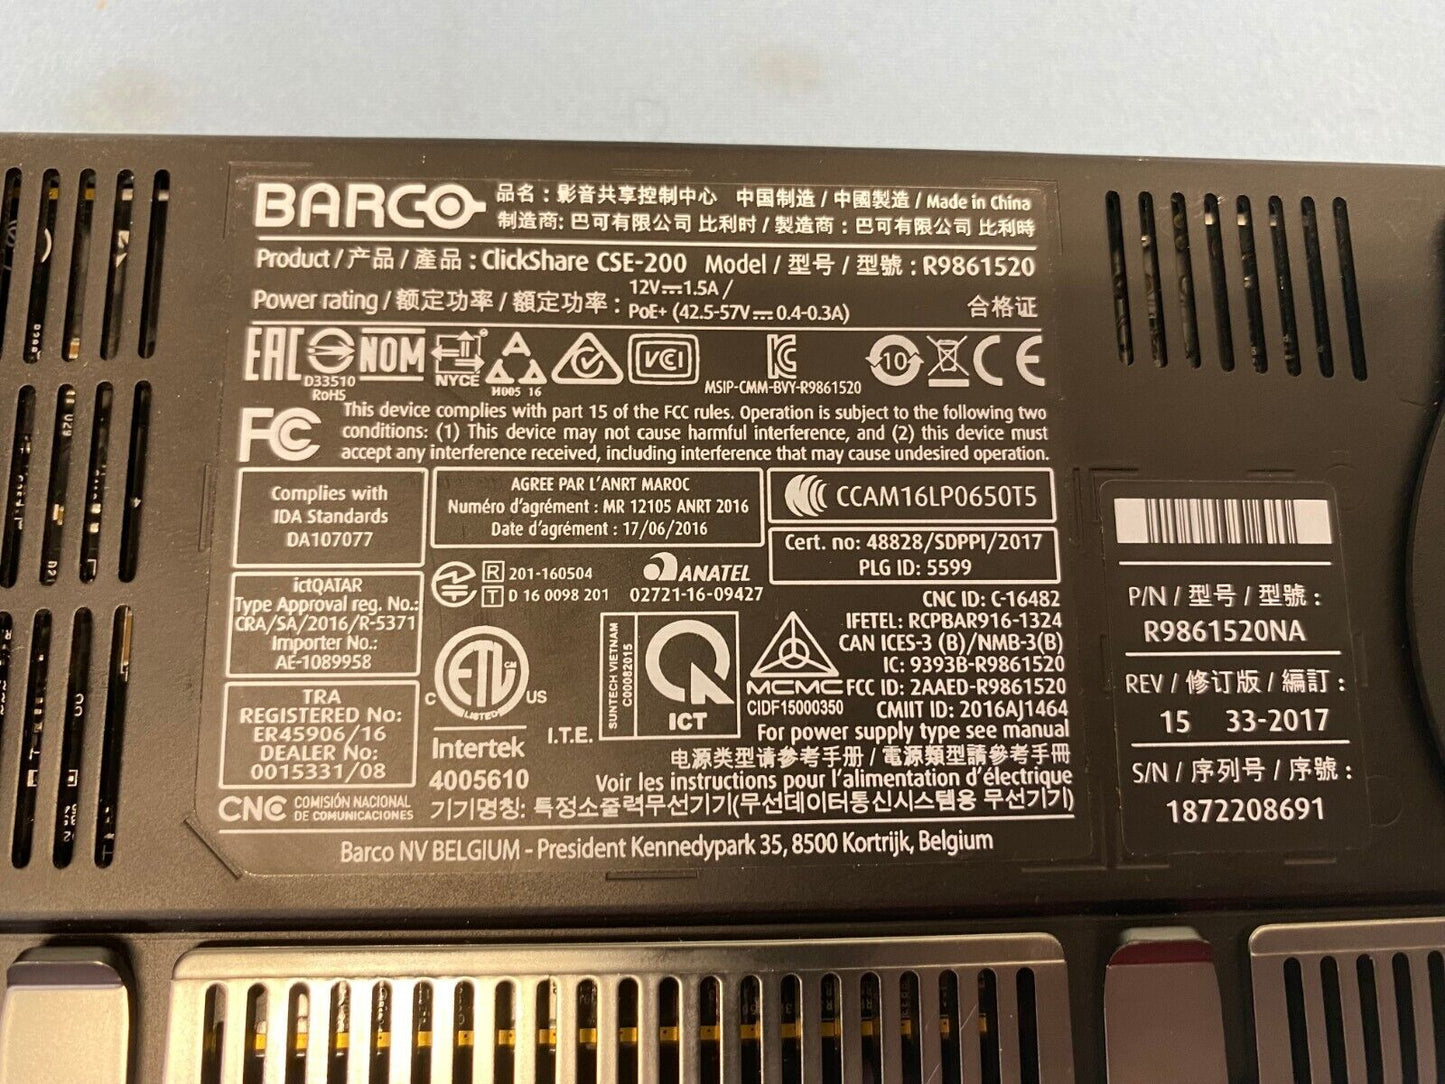 BARCO
品名：影音共享控制中心 中国制造 / 中國製造 / Made in China
制造商: 巴可有限公司 比利时 / 製造商：巴可有限公司 比利時
Product / 产品 / 產品 : ClickShare CSE-200 Model / 型号 / 型號 : R9861520
Power rating / 额定功率 / 額定功率 : 12V⎓1.5A /
PoE+ (42.5-57V⎓0.4-0.3A)
合格证
EAC
D33510
RoHS
NOM
NYCE
M005 16
VCCI
MSIP-CMM-BVY-R9861520
10
CE
FC
This device complies with part 15 of the FCC rules. Operation is subject to the following two
conditions: (1) This device may not cause harmful interference, and (2) this device must
accept any interference received, including interference that may cause undesired operation.
Complies with
IDA Standards
DA107077
AGREE PAR L'ANRT MAROC
Numéro d'agrément : MR 12105 ANRT 2016
Date d'agrément : 17/06/2016
CCAM16LP0650T5
Cert. no: 48828/SDPPI/2017
PLG ID: 5599
ictQATAR
Type Approval reg. No.:
CRA/SA/2016/R-5371
Importer No.:
AE-1089958
R 201-160504
T D 16 0098 201
ANATEL
02721-16-09427
CNC ID: C-16482
IFETEL: RCPBAR916-1324
CAN ICES-3 (B)/NMB-3(B)
IC: 9393B-R9861520
FCC ID: 2AAED-R9861520
CMIIT ID: 2016AJ1464
TRA
REGISTERED No:
ER45906/16
DEALER No:
0015331/08
C ETL CM US
LISTED
Intertek
4005610
I.T.E.
SUNTECH VIETNAM
C00082015
ICT
MCMC
CIDF15000350
For power supply type see manual
电源类型请参考手册 / 電源類型請參考手冊
Voir les instructions pour l'alimentation d'électrique
CNC COMISIÓN NACIONAL
DE COMUNICACIONES
기기명칭: 특정소출력무선기기(무선데이터통신시스템용 무선기기)
Barco NV BELGIUM - President Kennedypark 35, 8500 Kortrijk, Belgium
P/N / 型号 / 型號 :
R9861520NA
REV / 修订版 / 編訂 :
15 33-2017
S/N / 序列号 / 序號 :
1872208691